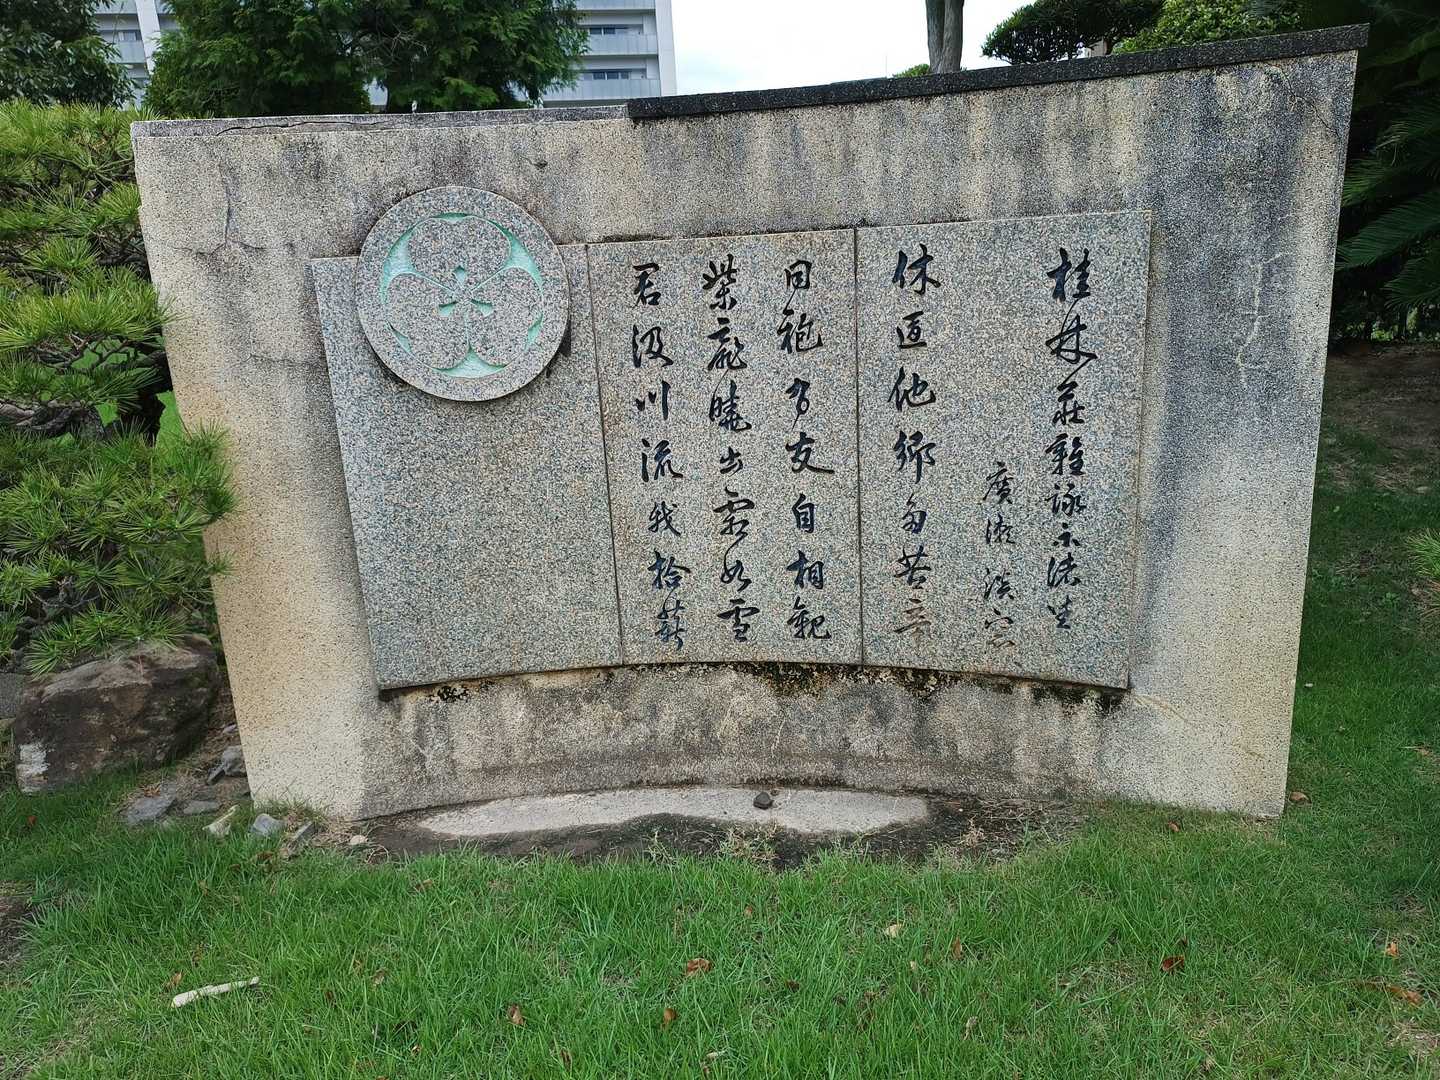 桂林莊雜詠示諸生
廣瀬淡窓
休道他郷多苦辛
同袍有友自相親
柴扉曉出霜如雪
君汲川流我拾薪